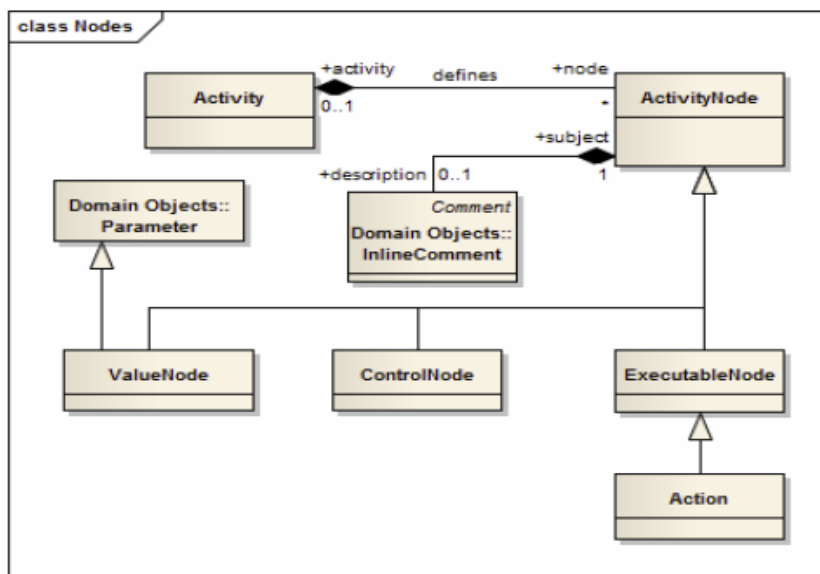 class Nodes
+activity
defines
+node
Activity
0..1
*
ActivityNode
+subject
+description
0..1
1
Domain Objects::
Parameter
Comment
Domain Objects::
InlineComment
ValueNode
ControlNode
ExecutableNode
Action